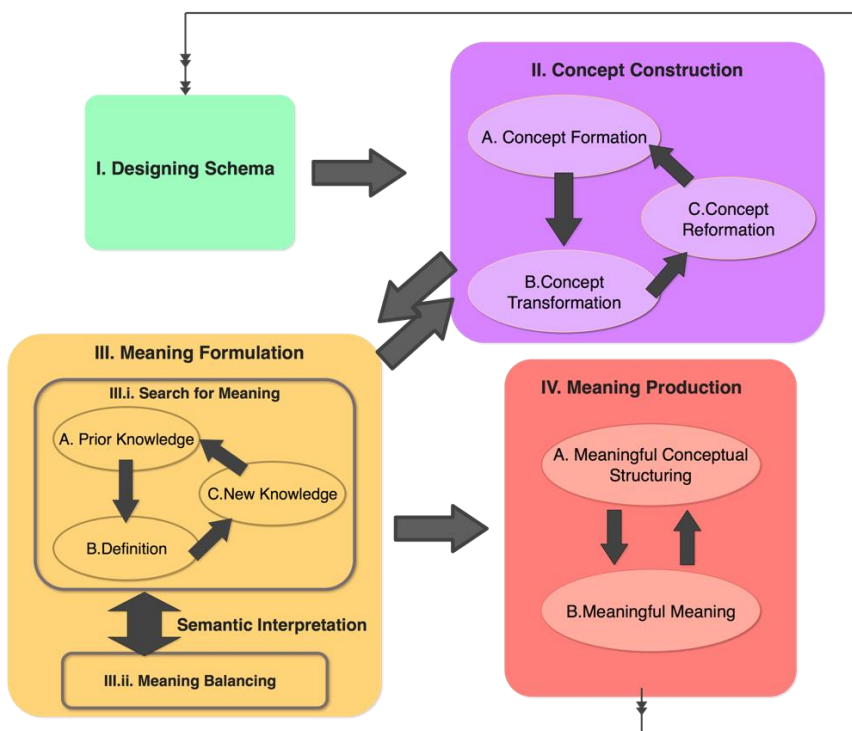 I. Designing Schema
II. Concept Construction
A. Concept Formation
C.Concept
Reformation
B.Concept
Transformation
III. Meaning Formulation
III.i. Search for Meaning
A. Prior Knowledge
C.New Knowledge
B.Definition
Semantic Interpretation
III.ii. Meaning Balancing
IV. Meaning Production
A. Meaningful Conceptual
Structuring
B.Meaningful Meaning